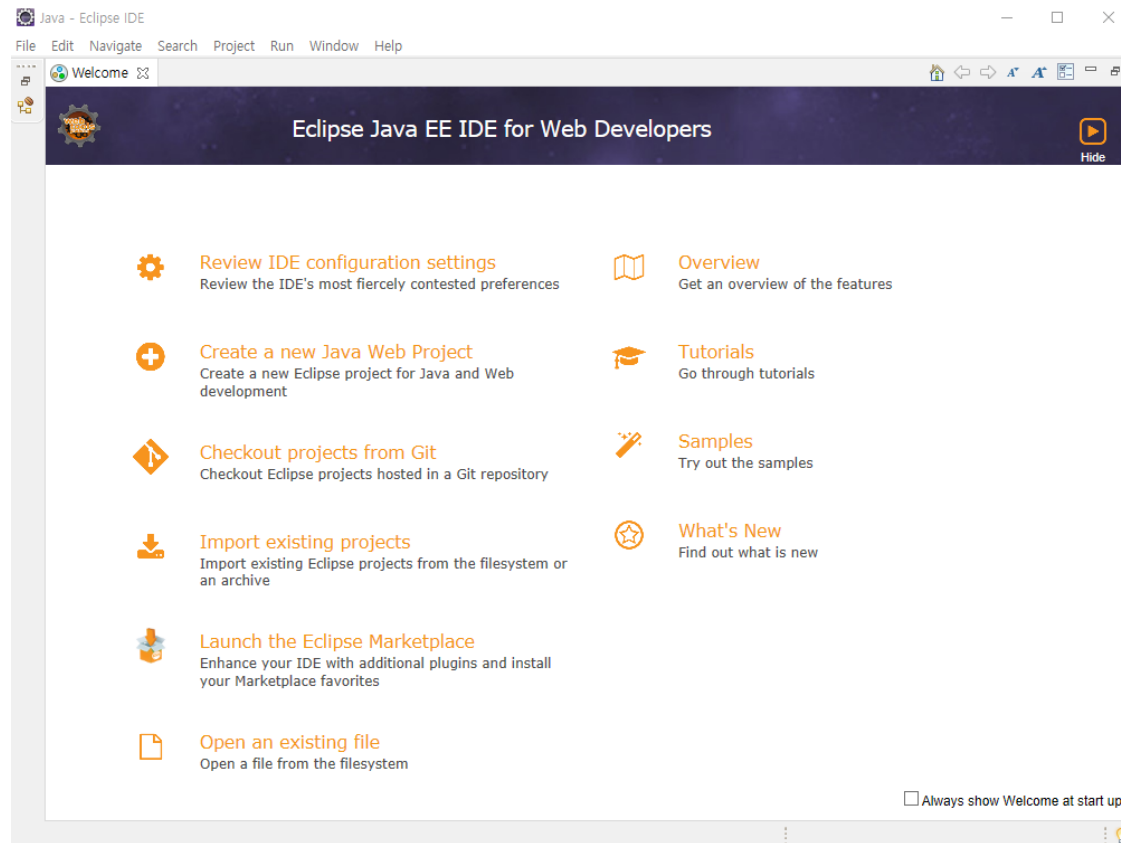 Java - Eclipse IDE
File Edit Navigate Search Project Run Window Help
Welcome
Eclipse Java EE IDE for Web Developers
Hide
Review IDE configuration settings
Review the IDE's most fiercely contested preferences
Create a new Java Web Project
Create a new Eclipse project for Java and Web
development
Checkout projects from Git
Checkout Eclipse projects hosted in a Git repository
Import existing projects
Import existing Eclipse projects from the filesystem or
an archive
Launch the Eclipse Marketplace
Enhance your IDE with additional plugins and install
your Marketplace favorites
Open an existing file
Open a file from the filesystem
Overview
Get an overview of the features
Tutorials
Go through tutorials
Samples
Try out the samples
What's New
Find out what is new
Always show Welcome at start up